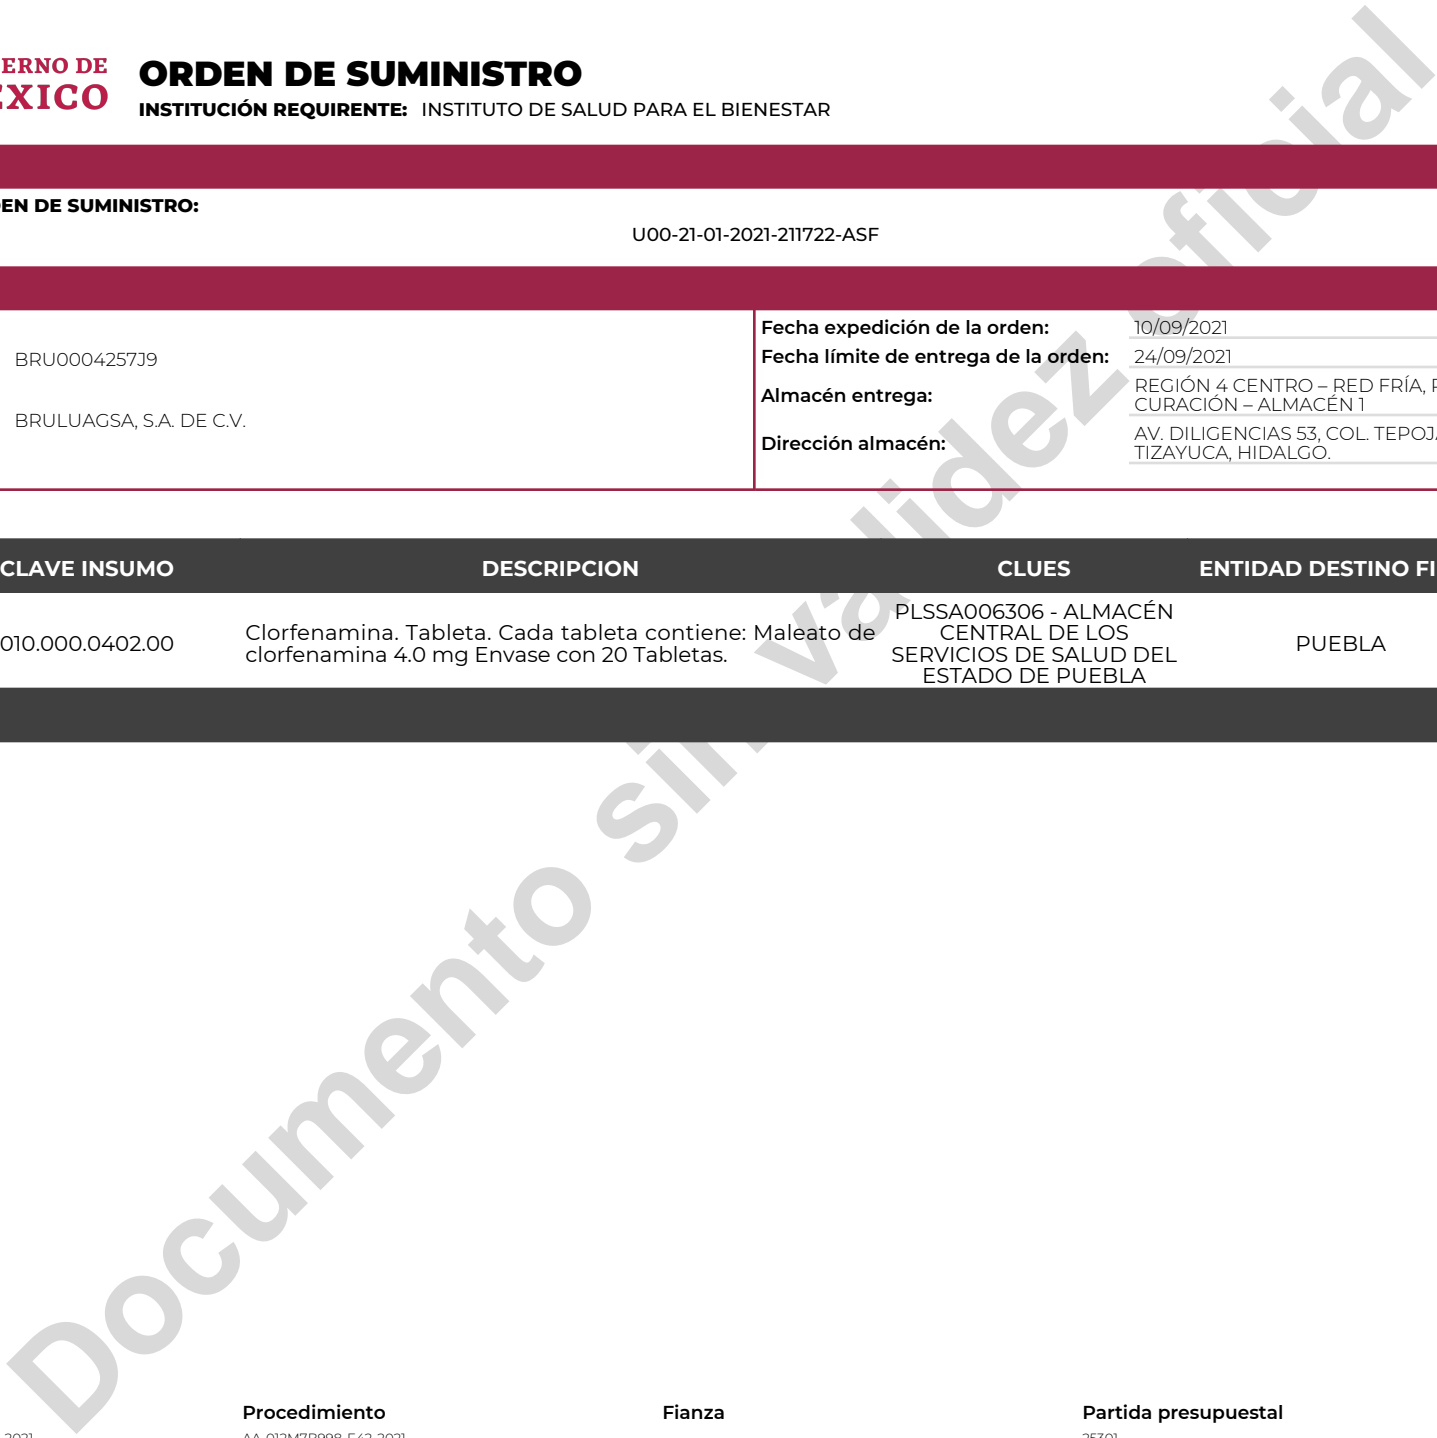 ERNO DE
EXICO
ORDEN DE SUMINISTRO
INSTITUCIÓN REQUIRENTE: INSTITUTO DE SALUD PARA EL BIENESTAR
EN DE SUMINISTRO:
U00-21-01-2021-211722-ASF
BRU0004257J9
BRULUAGSA, S.A. DE C.V.
Fecha expedición de la orden: 10/09/2021
Fecha límite de entrega de la orden: 24/09/2021
Almacén entrega: REGIÓN 4 CENTRO – RED FRÍA,
CURACIÓN – ALMACÉN 1
Dirección almacén: AV. DILIGENCIAS 53, COL. TEPOJA
TIZAYUCA, HIDALGO.
CLAVE INSUMO DESCRIPCION CLUES ENTIDAD DESTINO FI
010.000.0402.00
Clorfenamina. Tableta. Cada tableta contiene: Maleato de
clorfenamina 4.0 mg Envase con 20 Tabletas.
PLSSA006306 - ALMACÉN
CENTRAL DE LOS
SERVICIOS DE SALUD DEL
ESTADO DE PUEBLA
PUEBLA
Documento sin validez oficial
Procedimiento Fianza Partida presupuestal
2021 25301